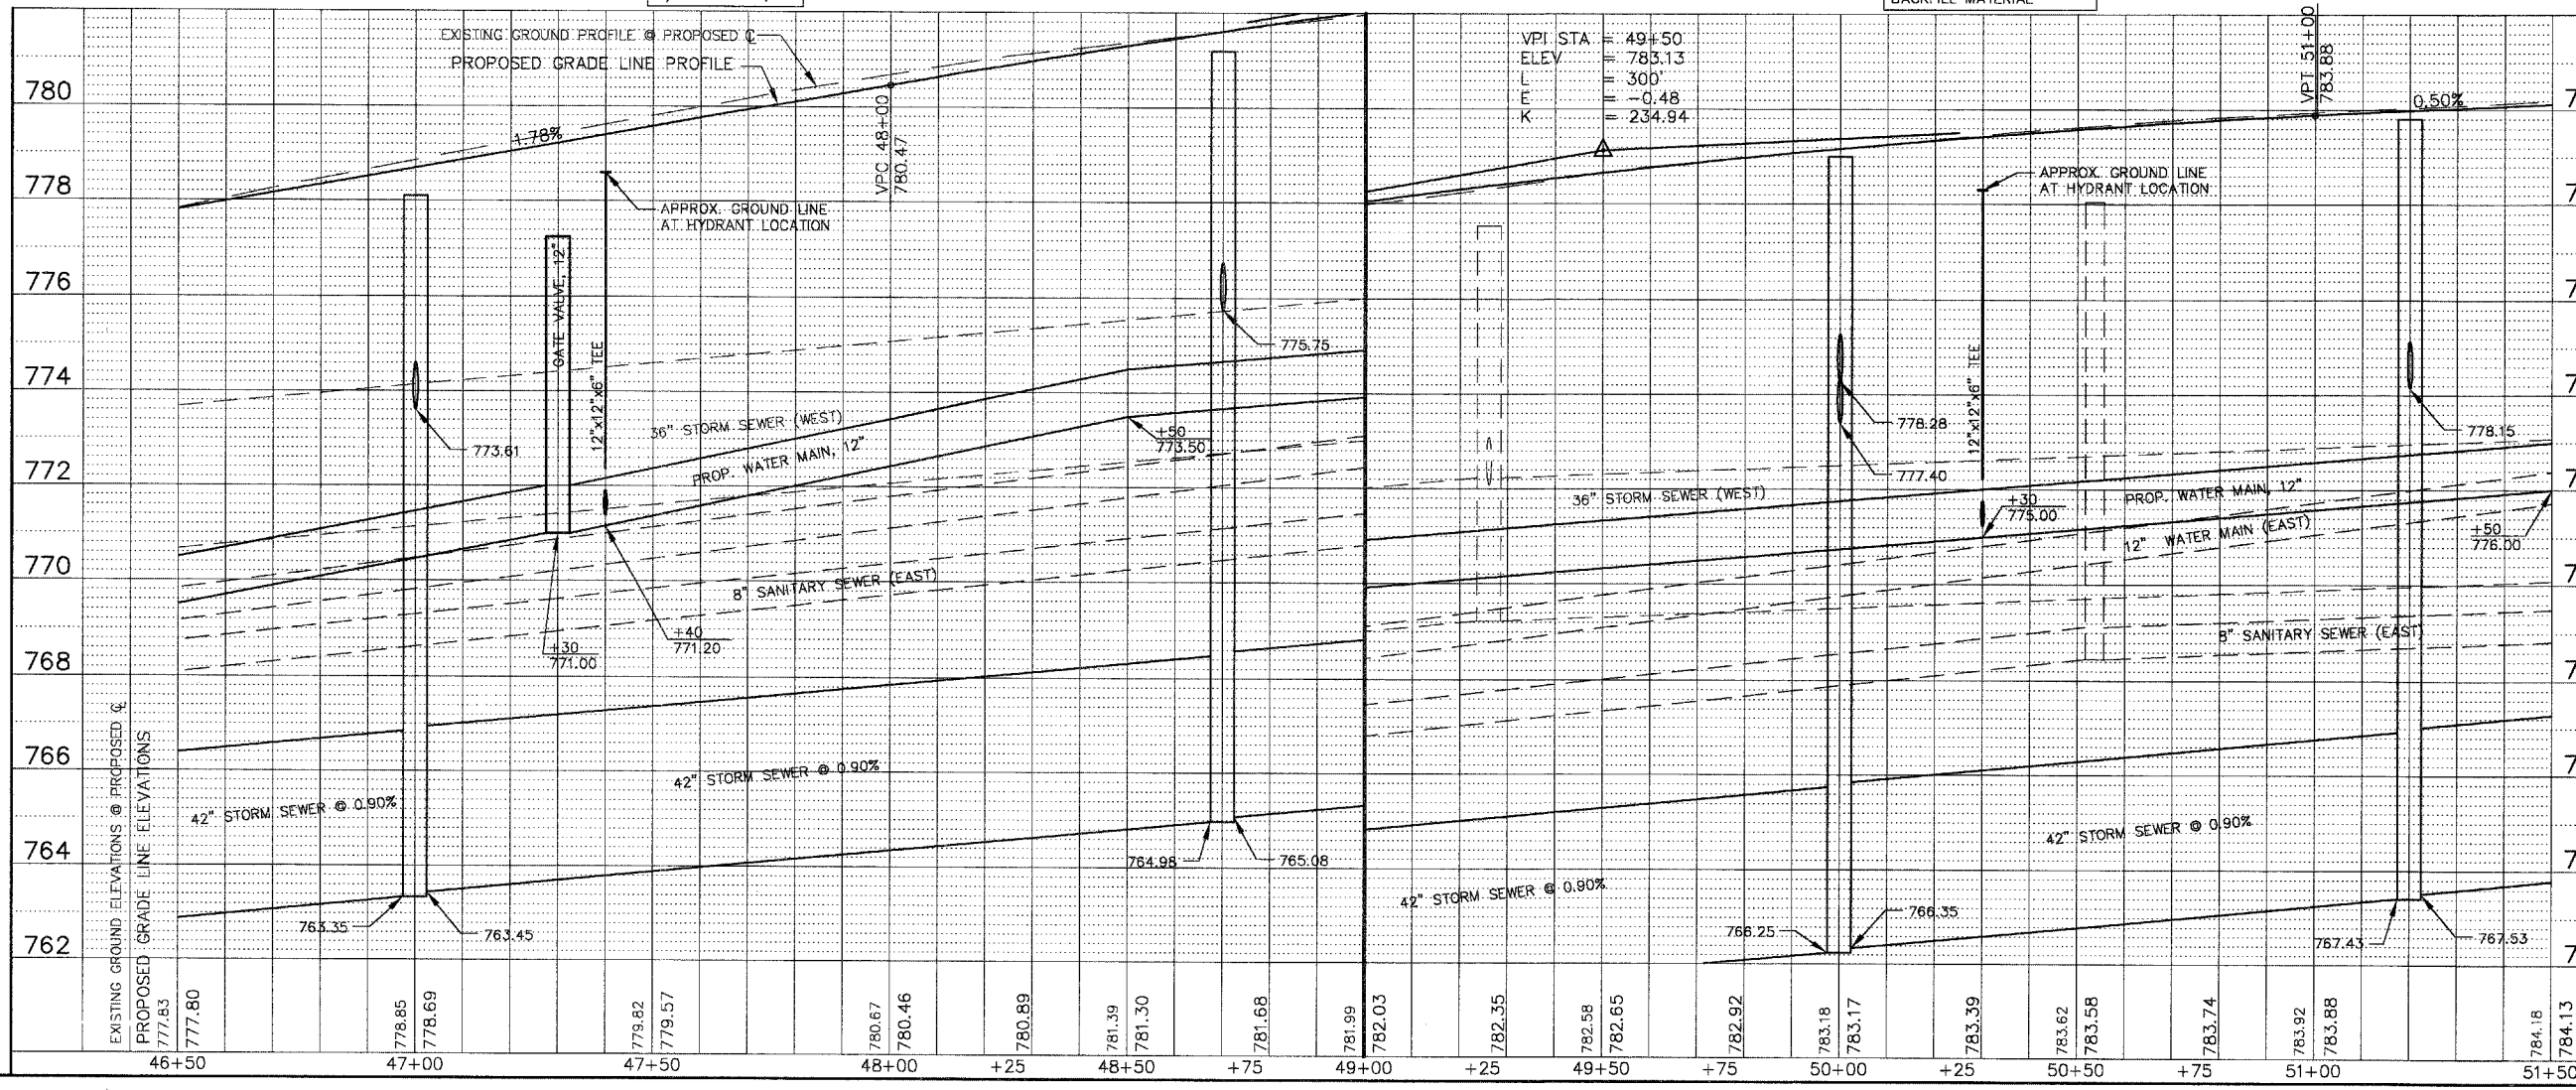 BACKFILL MATERIAL
EXISTING GROUND PROFILE @ PROPOSED ℄
PROPOSED GRADE LINE PROFILE
VPI STA = 49+50
ELEV = 783.13
L = 300'
E = -0.48
K = 234.94
VPT 51+00
783.88
0.50%
780
1.78%
VPC 48+00
780.47
778
APPROX. GROUND LINE
AT HYDRANT LOCATION
APPROX. GROUND LINE
AT HYDRANT LOCATION
776
GATE VALVE, 12"
12"x12"x6" TEE
775.75
774
773.61
36" STORM SEWER (WEST)
PROP. WATER MAIN, 12"
+50
773.50
778.28
777.40
12"x12"x6" TEE
778.15
772
36" STORM SEWER (WEST)
PROP. WATER MAIN, 12"
+30
775.00
12" WATER MAIN (EAST)
+50
776.00
770
8" SANITARY SEWER (EAST)
+30
771.00
+40
771.20
8" SANITARY SEWER (EAST)
768
766
42" STORM SEWER @ 0.90%
42" STORM SEWER @ 0.90%
764
764.98
765.08
42" STORM SEWER @ 0.90%
42" STORM SEWER @ 0.90%
762
763.35
763.45
766.25
766.35
767.43
767.53
EXISTING GROUND ELEVATIONS @ PROPOSED ℄
PROPOSED GRADE LINE ELEVATIONS
777.83
777.80
778.85
778.69
779.82
779.57
780.67
780.46
780.89
781.39
781.30
781.68
781.99
782.03
782.35
782.58
782.65
782.92
783.18
783.17
783.39
783.62
783.58
783.74
783.92
783.88
784.18
784.13
46+50 47+00 47+50 48+00 +25 48+50 +75 49+00 +25 49+50 +75 50+00 +25 50+50 +75 51+00 51+50